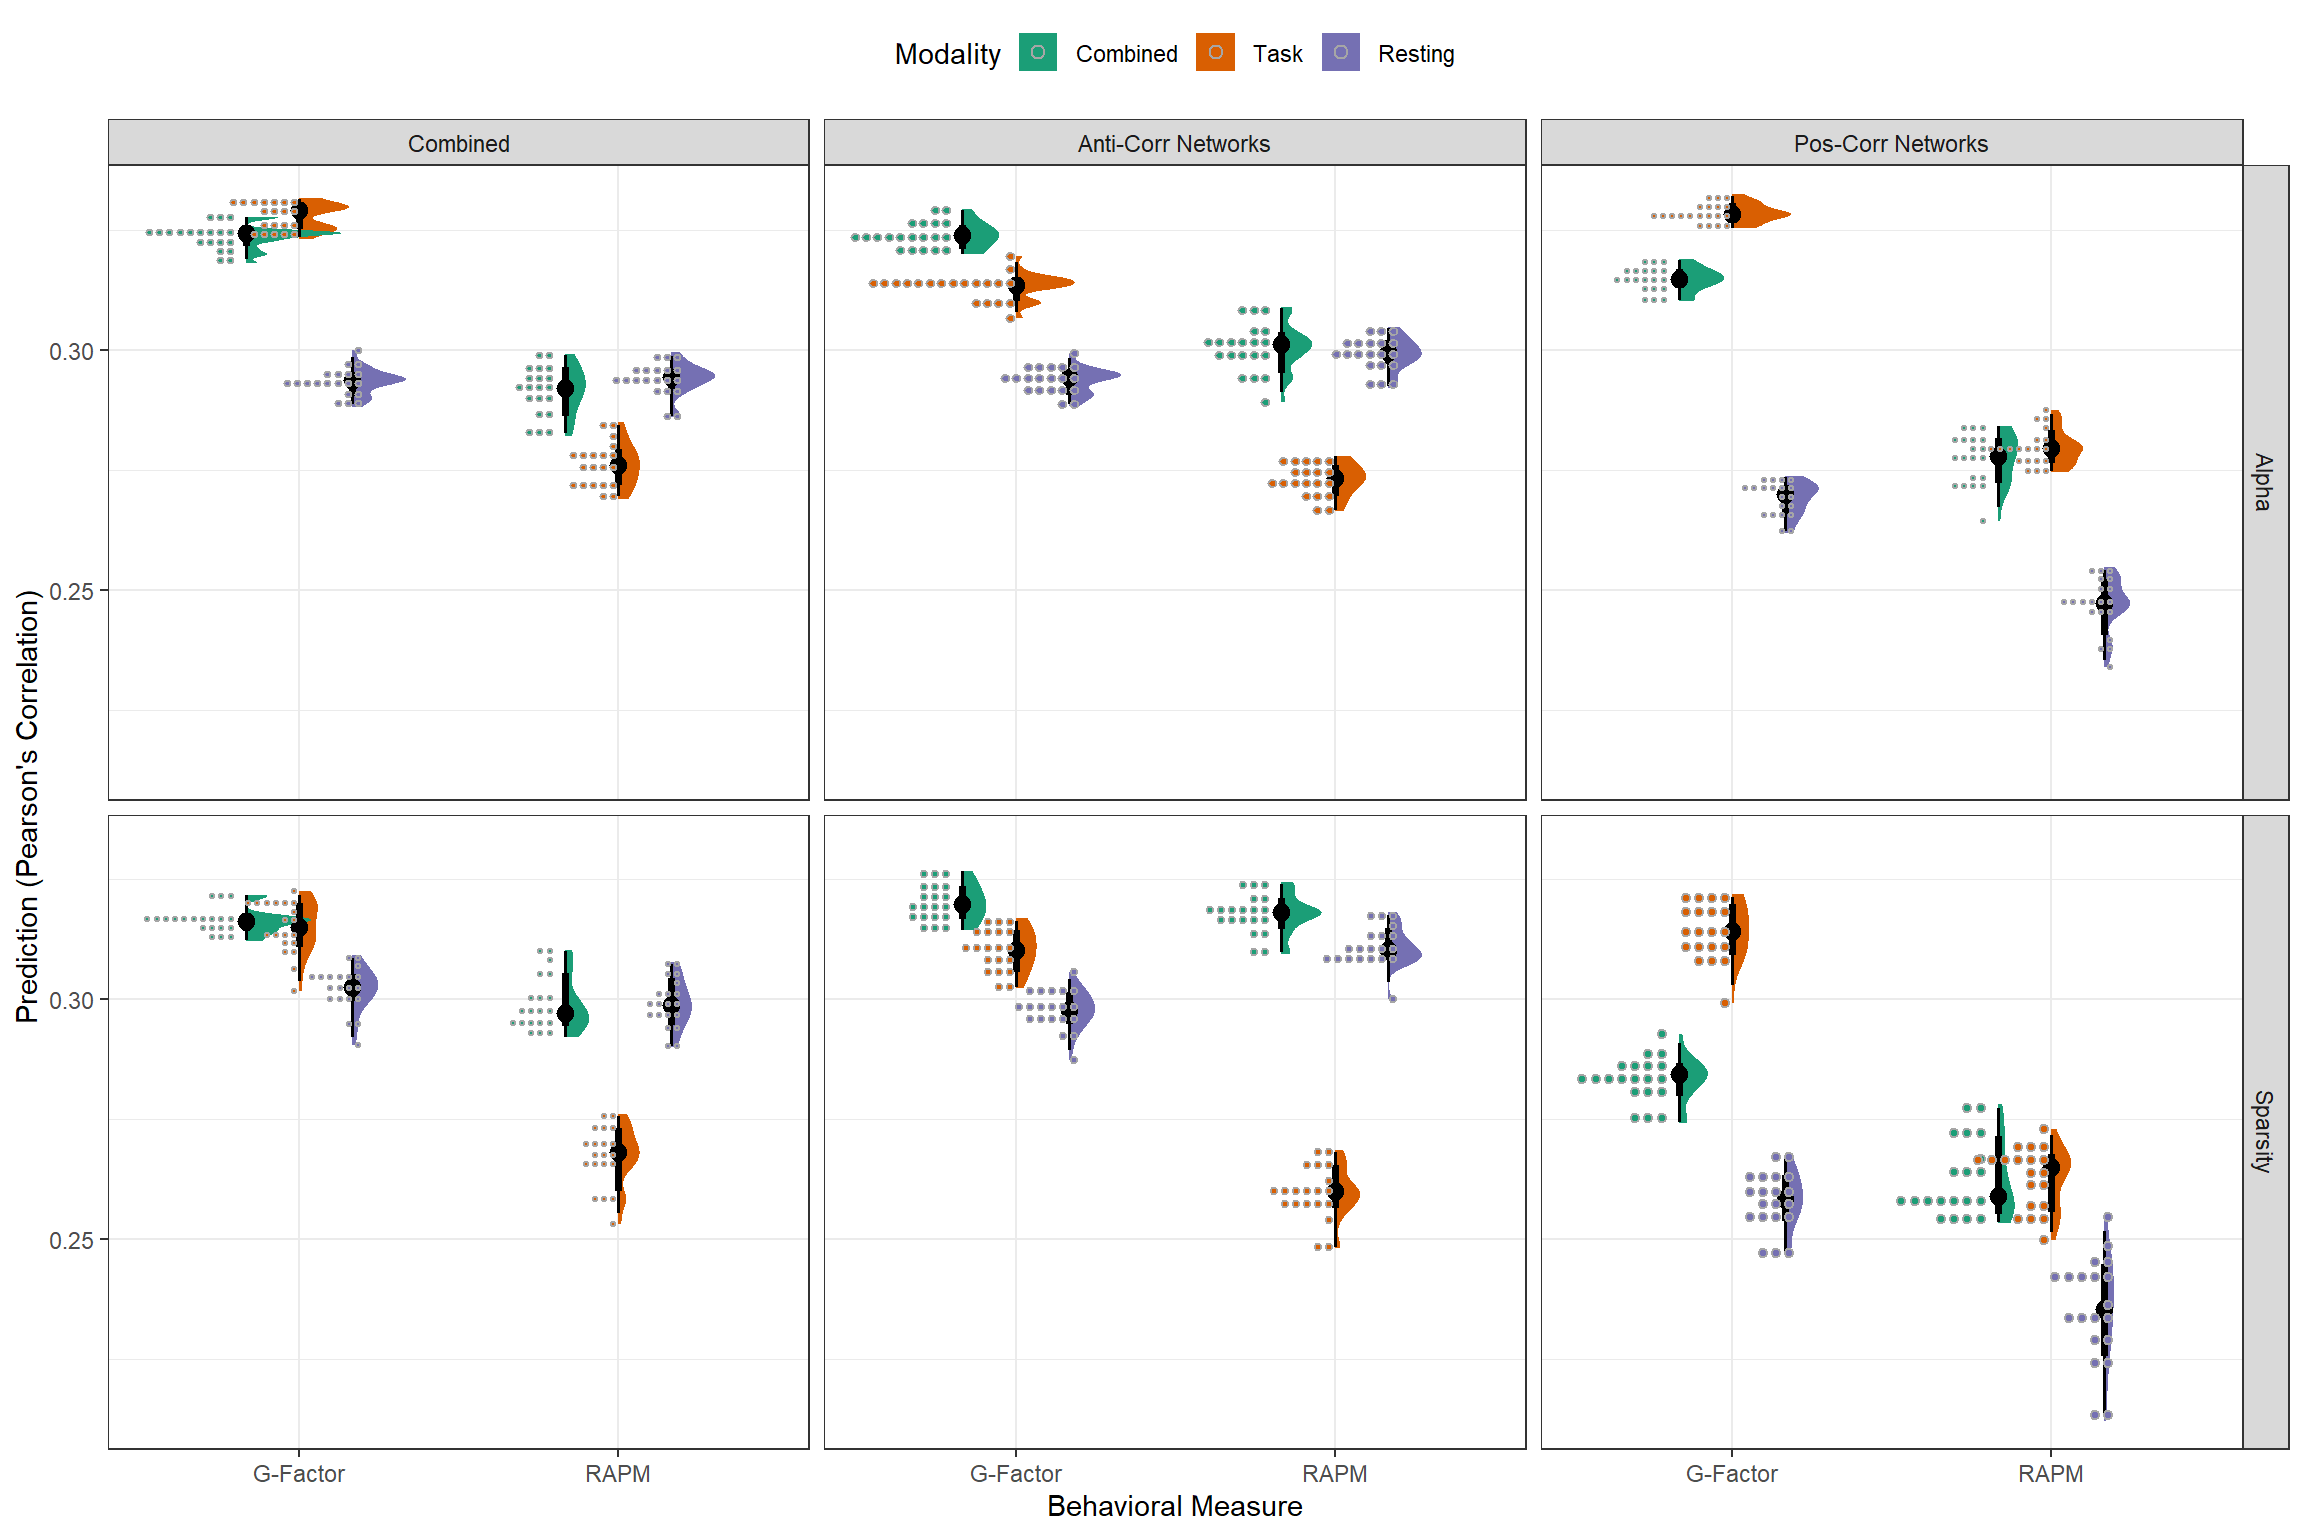 Modality Combined Task Resting
Combined Anti-Corr Networks Pos-Corr Networks
Alpha
0.30
0.25
Sparsity
0.30
0.25
Prediction (Pearson's Correlation)
G-Factor RAPM G-Factor RAPM G-Factor RAPM
Behavioral Measure